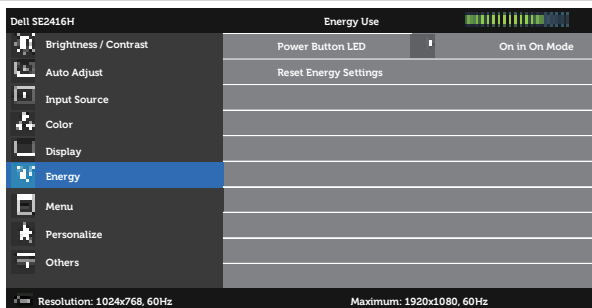 Dell SE2416H Energy Use
Brightness / Contrast Power Button LED On in On Mode
Auto Adjust Reset Energy Settings
Input Source
Color
Display
Energy
Menu
Personalize
Others
Resolution: 1024x768, 60Hz Maximum: 1920x1080, 60Hz